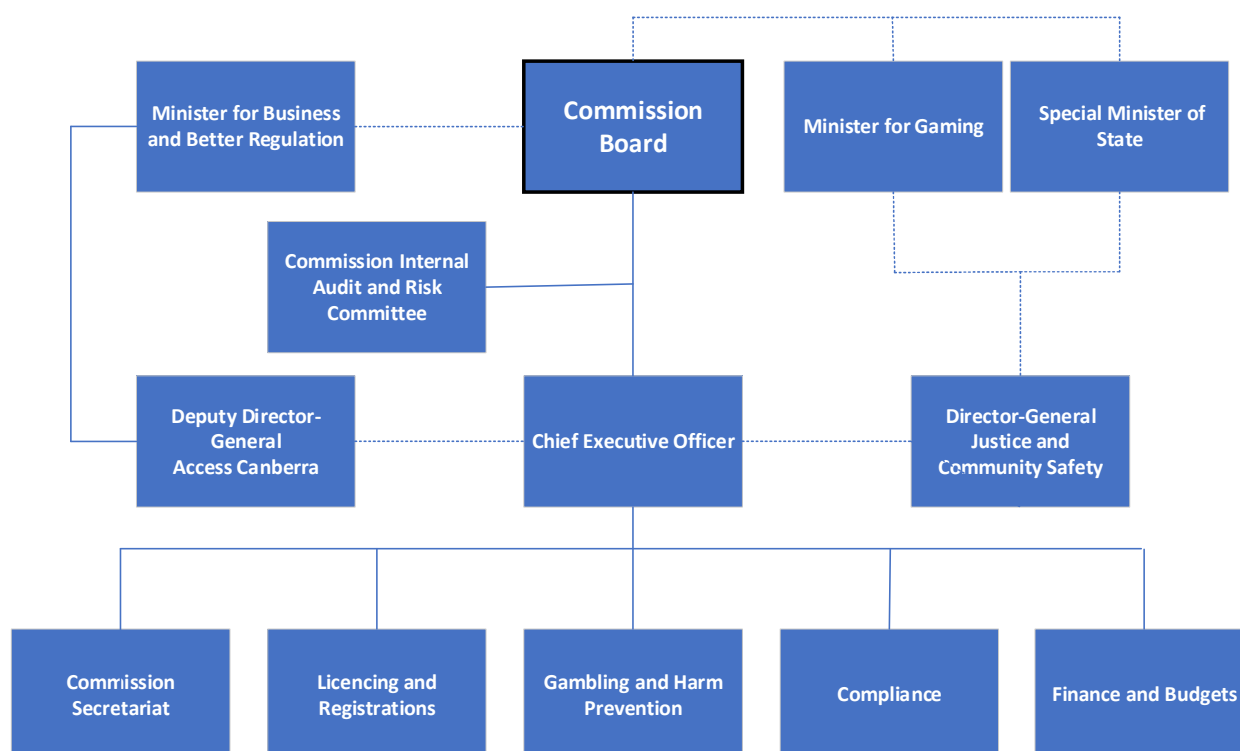 Minister for Business
and Better Regulation
Commission
Board
Minister for Gaming
Special Minister of
State
Commission Internal
Audit and Risk
Committee
Deputy Director-
General
Access Canberra
Chief Executive Officer
Director-General
Justice and
Community Safety
Commission
Secretariat
Licencing and
Registrations
Gambling and Harm
Prevention
Compliance
Finance and Budgets